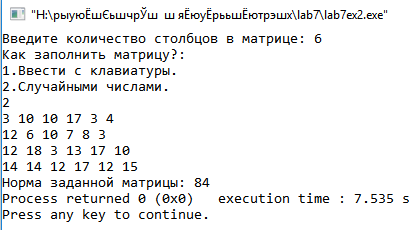 "H:\рыуюЁшЄьшчрЎш  ш яЁюуЁрььшЁютрэшх\lab7\lab7ex2.exe"
Введите количество столбцов в матрице: 6
Как заполнить матрицу?:
1.Ввести с клавиатуры.
2.Случайными числами.
2
3 10 10 17 3 4
12 6 10 7 8 3
12 18 3 13 17 10
14 14 12 17 12 15
Норма заданной матрицы: 84
Process returned 0 (0x0)   execution time : 7.535 s
Press any key to continue.